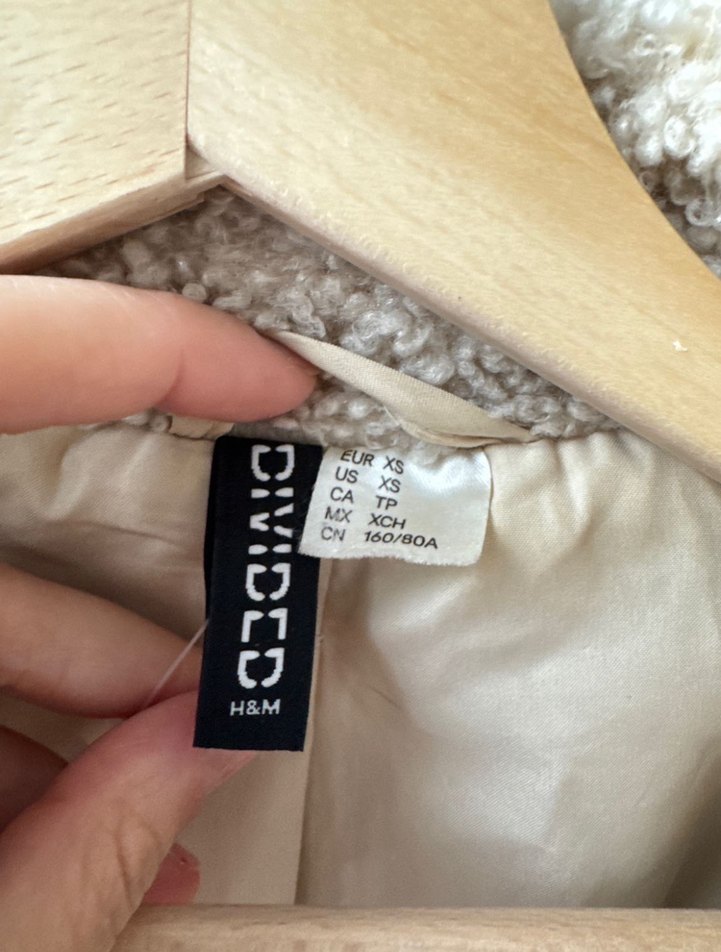 DIVIDED
H&M
EUR XS
US XS
CA TP
MX XCH
CN 160/80A